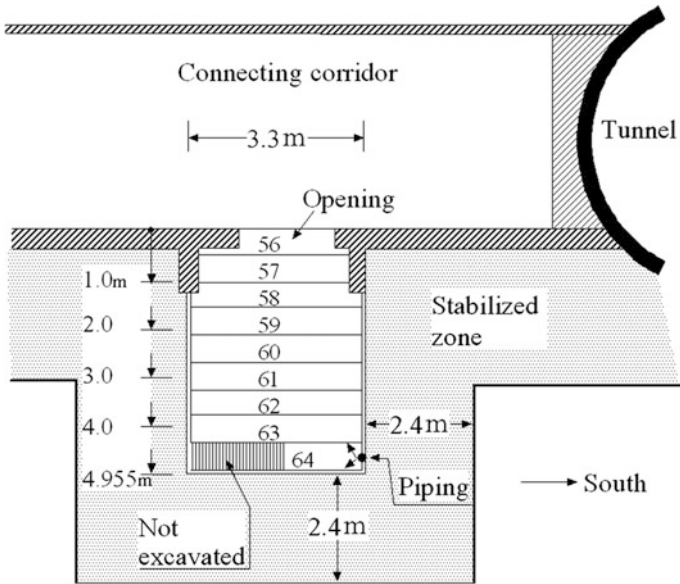 Connecting corridor
3.3 m
Tunnel
Opening
56
57
1.0m
58
Stabilized
zone
2.0
59
60
3.0
61
62
4.0
63
2.4 m
64
4.955m
Piping
South
Not
excavated
2.4 m